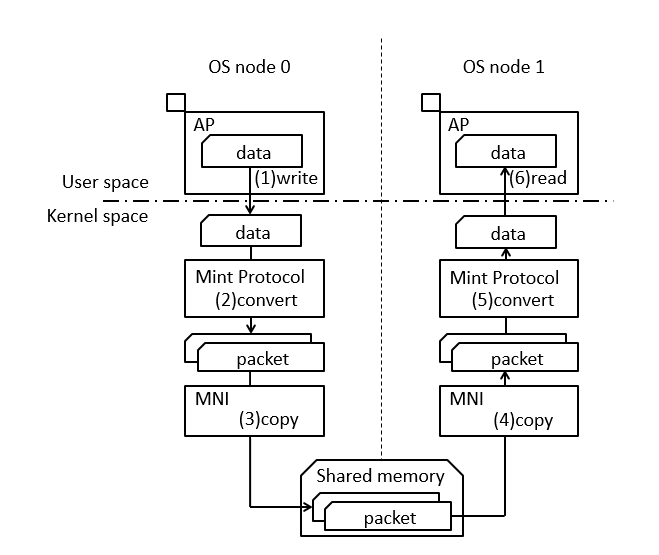 OS node 0
OS node 1
AP
data
(1)write
AP
data
(6)read
User space
Kernel space
data
data
Mint Protocol
(2)convert
Mint Protocol
(5)convert
packet
packet
MNI
(3)copy
MNI
(4)copy
Shared memory
packet